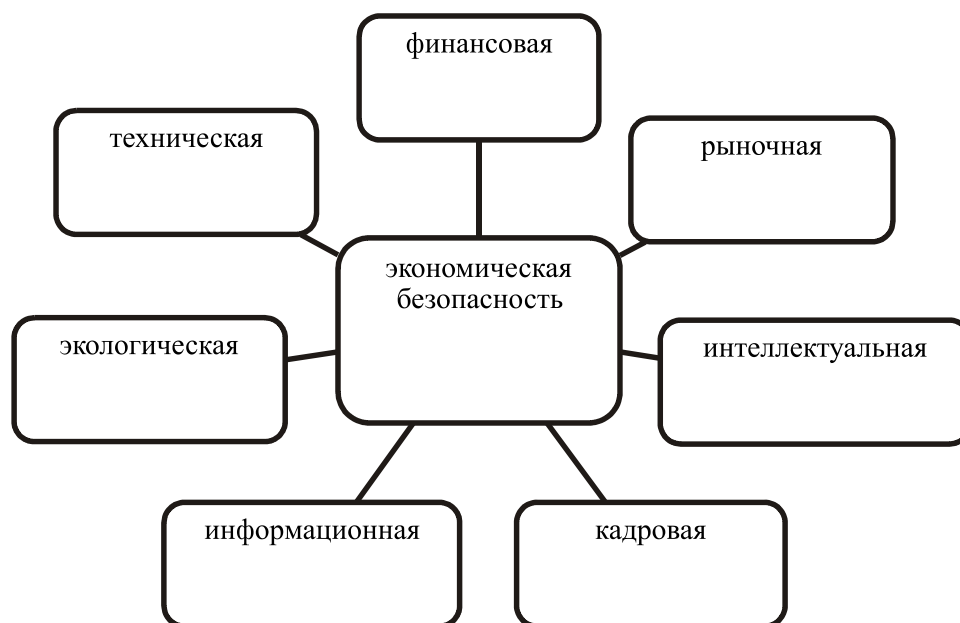 финансовая
техническая
рыночная
экономическая
безопасность
экологическая
интеллектуальная
информационная
кадровая